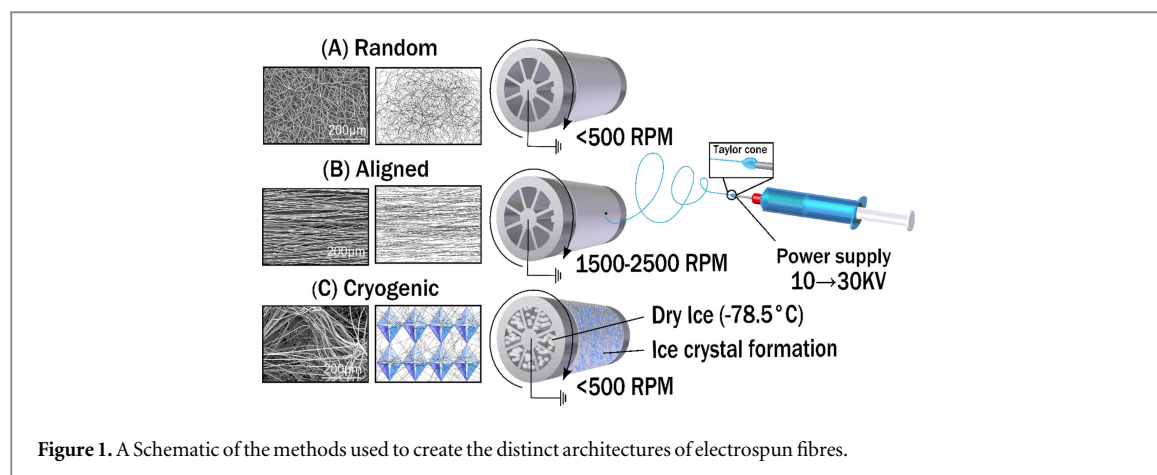 (A) Random
200µm
<500 RPM
Taylor cone
(B) Aligned
200µm
1500-2500 RPM
Power supply
10→30KV
(C) Cryogenic
200µm
Dry Ice (-78.5°C)
Ice crystal formation
<500 RPM
Figure 1. A Schematic of the methods used to create the distinct architectures of electrospun fibres.